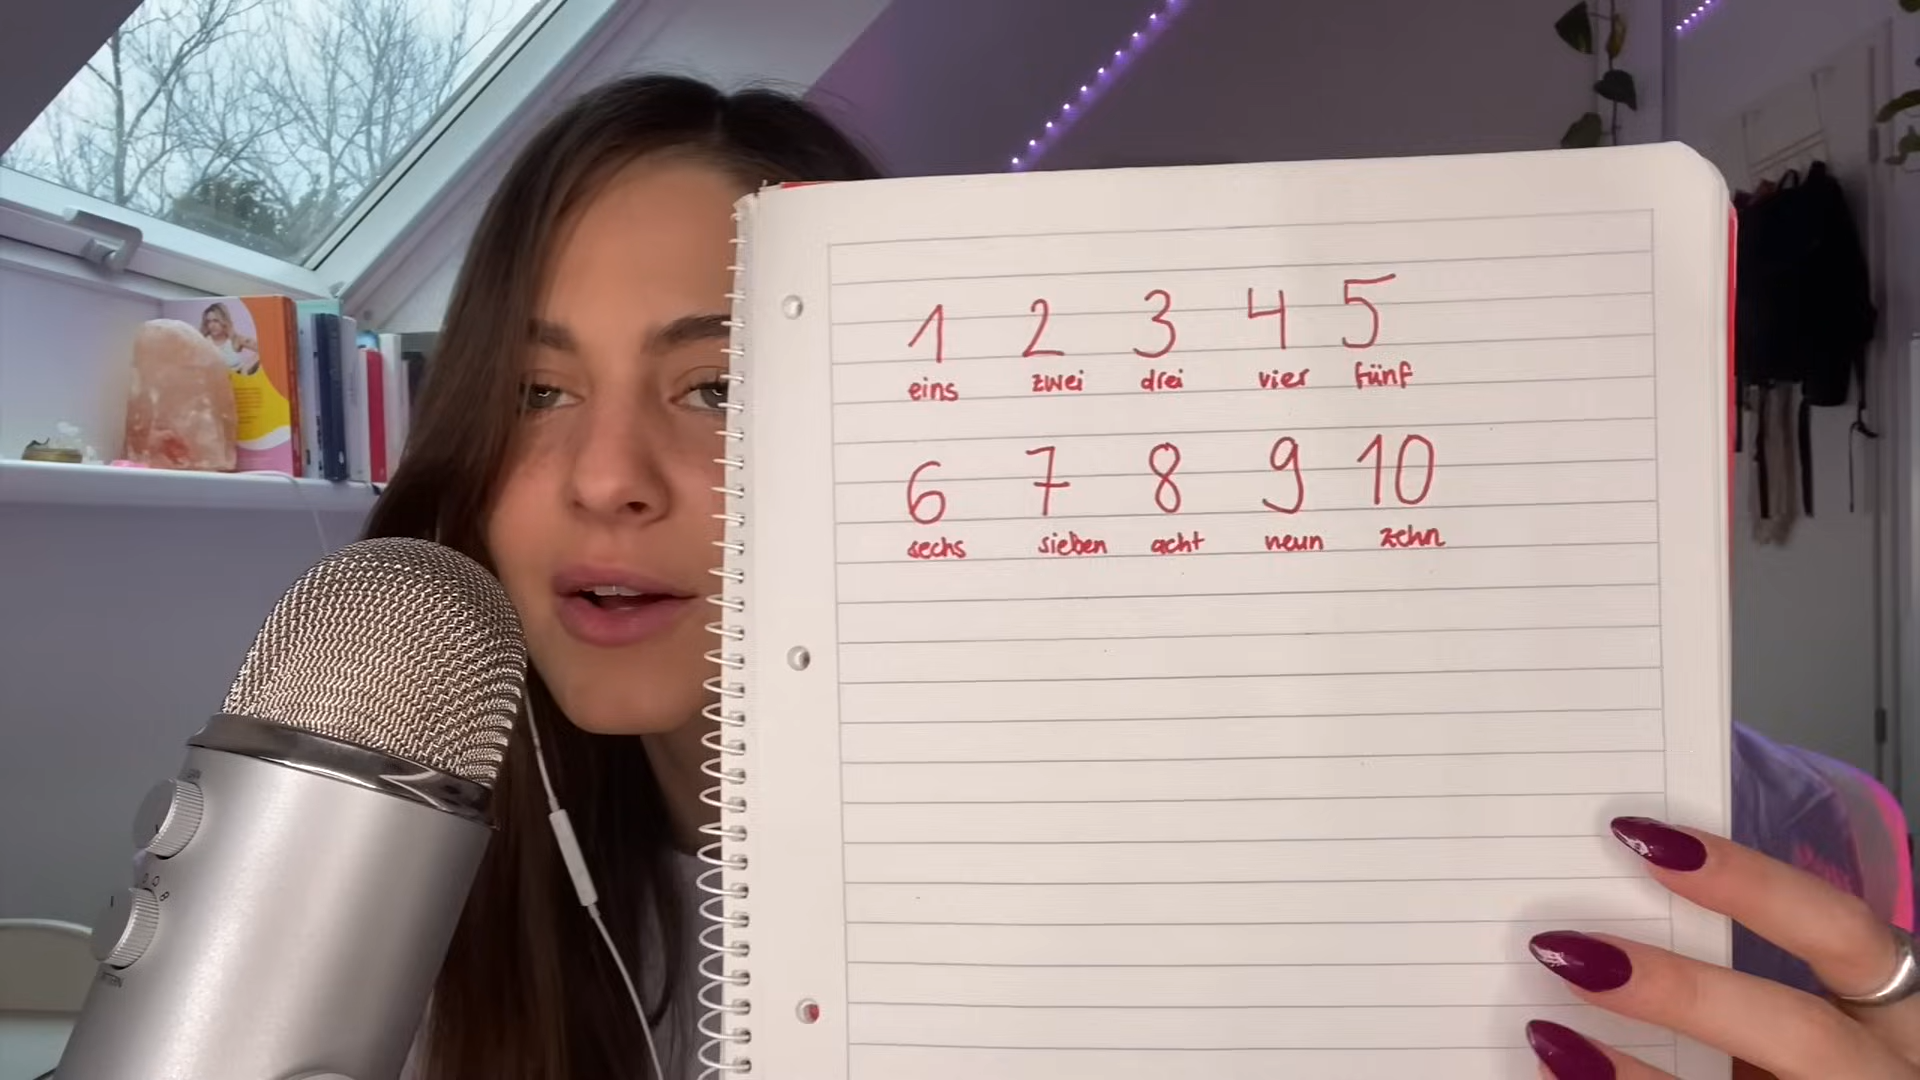 1 2 3 4 5
eins zwei drei vier fünf
6 7 8 9 10
sechs sieben acht neun zehn